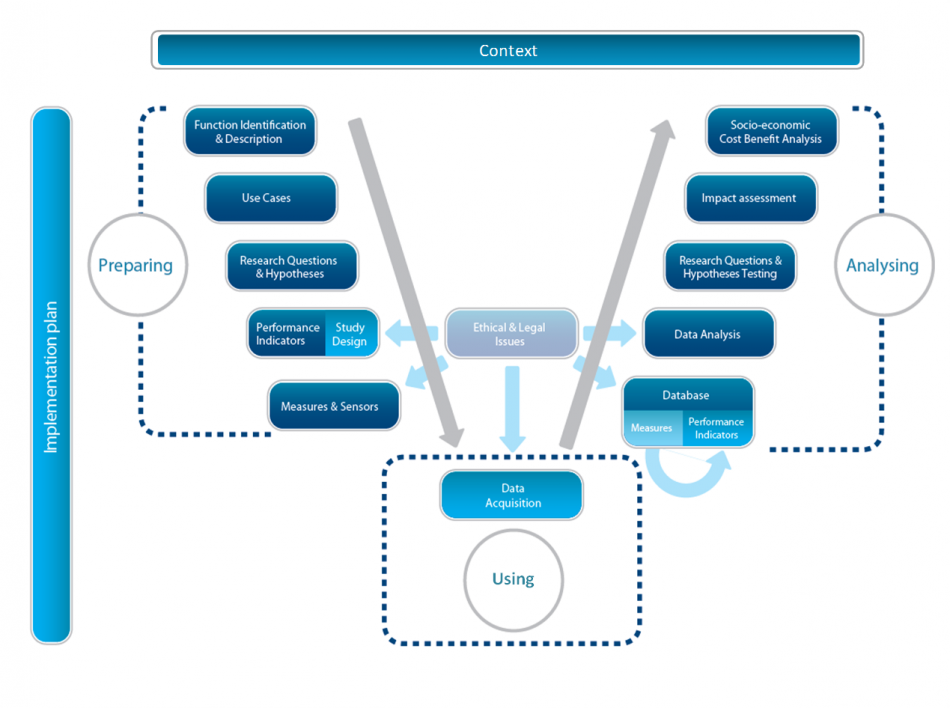 Context
Implementation plan
Preparing
Function Identification
& Description
Use Cases
Research Questions
& Hypotheses
Performance
Indicators
Study
Design
Measures & Sensors
Ethical & Legal
Issues
Data
Acquisition
Using
Socio-economic
Cost Benefit Analysis
Impact assessment
Research Questions &
Hypotheses Testing
Data Analysis
Database
Measures
Performance
Indicators
Analysing